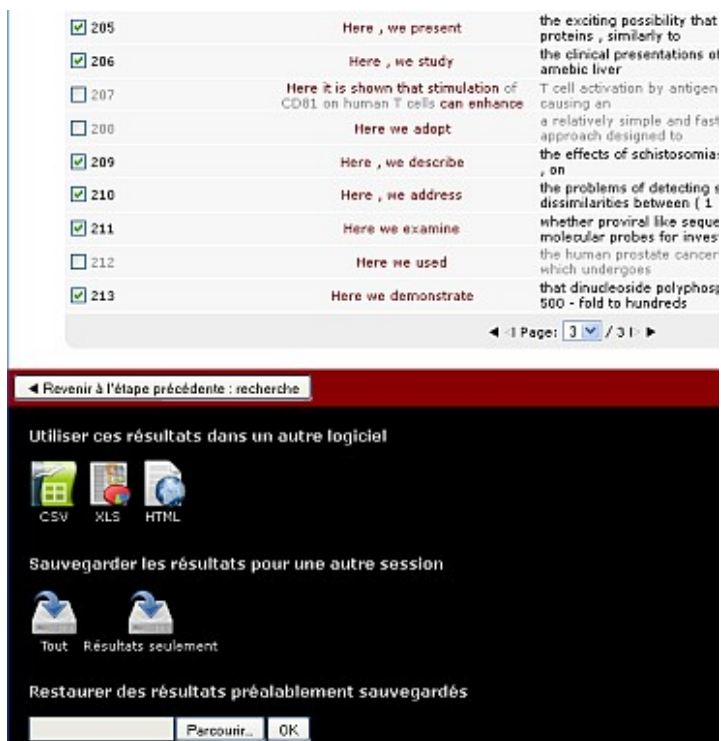 205 Here , we present the exciting possibility that
proteins , similarly to
206 Here , we study the clinical presentations of
amebic liver
207 Here it is shown that stimulation of T cell activation by antigen
CD81 on human T cells can enhance causing an
208 Here we adopt a relatively simple and fast
approach designed to
209 Here , we describe the effects of schistosomias
, on
210 Here , we address the problems of detecting s
dissimilarities between ( 1
211 Here we examine whether proviral like seque
molecular probes for invest
212 Here we used the human prostate cancer
which undergoes
213 Here we demonstrate that dinucleoside polyphosp
500 - fold to hundreds
Page: 3 / 3
Revenir à l'étape précédente : recherche
Utiliser ces résultats dans un autre logiciel
CSV XLS HTML
Sauvegarder les résultats pour une autre session
Tout Résultats seulement
Restaurer des résultats préalablement sauvegardés
Parcourir... OK